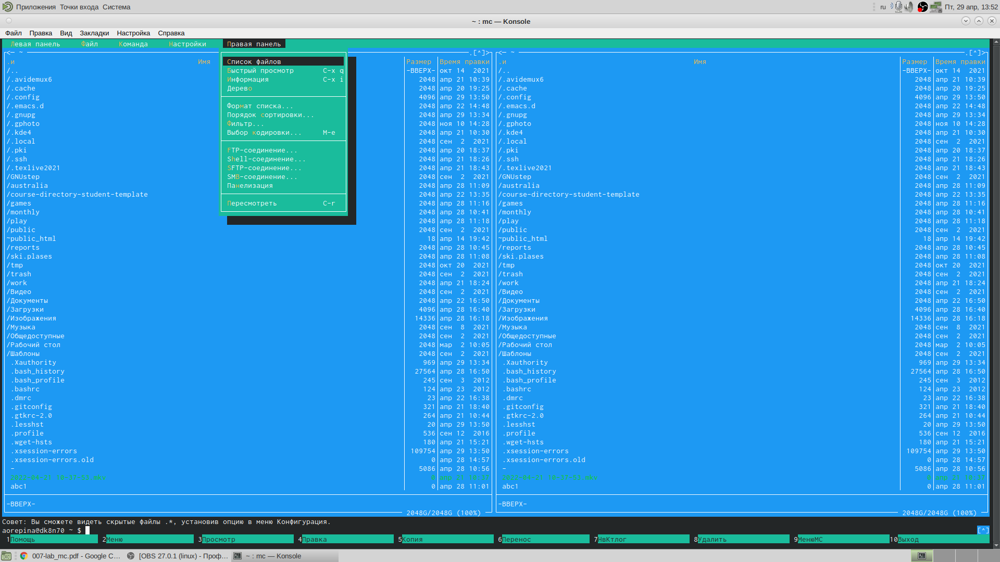 Приложения Точки входа Система
ru Пт, 29 апр, 13:52
~ : mc — Konsole
Файл Правка Вид Закладки Настройка Справка
Левая панель Файл Команда Настройки Правая панель
<— ~ .[^]>
.и Имя Размер Время правки
/.. -ВВЕРХ- окт 14 2021
/.avidemux6 2048 апр 21 10:39
/.cache 2048 апр 20 19:25
/.config 4096 апр 29 13:50
/.emacs.d 2048 апр 22 14:48
/.gnupg 2048 апр 29 13:34
/.gphoto 2048 ноя 10 14:28
/.kde4 2048 апр 21 10:30
/.local 2048 сен 2 2021
/.pki 2048 апр 20 18:37
/.ssh 2048 апр 21 18:26
/.texlive2021 2048 апр 21 18:43
/GNUstep 2048 сен 2 2021
/australia 2048 апр 28 11:09
/course-directory-student-template 2048 апр 22 13:35
/games 2048 апр 28 11:16
/monthly 2048 апр 28 10:41
/play 2048 апр 28 11:18
/public 2048 сен 2 2021
~public_html 18 апр 14 19:42
/reports 2048 апр 28 10:45
/ski.plases 2048 апр 28 11:08
/tmp 2048 окт 20 2021
/trash 2048 сен 2 2021
/work 2048 апр 21 18:24
/Видео 2048 сен 2 2021
/Документы 2048 апр 22 16:50
/Загрузки 4096 апр 28 16:40
/Изображения 14336 апр 28 16:18
/Музыка 2048 сен 8 2021
/Общедоступные 2048 сен 2 2021
/Рабочий стол 2048 мар 2 10:05
/Шаблоны 2048 сен 2 2021
.Xauthority 969 апр 29 13:34
.bash_history 27564 апр 28 16:50
.bash_profile 245 сен 3 2012
.bashrc 124 апр 23 2012
.dmrc 23 апр 22 16:38
.gitconfig 321 апр 21 18:40
.gtkrc-2.0 264 апр 21 10:44
.lesshst 20 апр 29 13:50
.profile 536 сен 12 2016
.wget-hsts 180 апр 21 15:21
.xsession-errors 109754 апр 29 13:50
.xsession-errors.old 0 апр 28 14:57
- 5086 апр 28 10:56
abc1 0 апр 28 11:01
-ВВЕРХ-
2048G/2048G (100%)
Список файлов
Быстрый просмотр C-x q
Информация C-x i
Дерево
Формат списка...
Порядок сортировки...
Фильтр...
Выбор кодировки... M-e
FTP-соединение...
Shell-соединение...
SFTP-соединение...
SMB-соединение...
Панелизация
Пересмотреть C-r
<— ~ .[^]>
.и Имя Размер Время правки
/.. -ВВЕРХ- окт 14 2021
/.avidemux6 2048 апр 21 10:39
/.cache 2048 апр 20 19:25
/.config 4096 апр 29 13:50
/.emacs.d 2048 апр 22 14:48
/.gnupg 2048 апр 29 13:34
/.gphoto 2048 ноя 10 14:28
/.kde4 2048 апр 21 10:30
/.local 2048 сен 2 2021
/.pki 2048 апр 20 18:37
/.ssh 2048 апр 21 18:26
/.texlive2021 2048 апр 21 18:43
/GNUstep 2048 сен 2 2021
/australia 2048 апр 28 11:09
/course-directory-student-template 2048 апр 22 13:35
/games 2048 апр 28 11:16
/monthly 2048 апр 28 10:41
/play 2048 апр 28 11:18
/public 2048 сен 2 2021
~public_html 18 апр 14 19:42
/reports 2048 апр 28 10:45
/ski.plases 2048 апр 28 11:08
/tmp 2048 окт 20 2021
/trash 2048 сен 2 2021
/work 2048 апр 21 18:24
/Видео 2048 сен 2 2021
/Документы 2048 апр 22 16:50
/Загрузки 4096 апр 28 16:40
/Изображения 14336 апр 28 16:18
/Музыка 2048 сен 8 2021
/Общедоступные 2048 сен 2 2021
/Рабочий стол 2048 мар 2 10:05
/Шаблоны 2048 сен 2 2021
.Xauthority 969 апр 29 13:34
.bash_history 27564 апр 28 16:50
.bash_profile 245 сен 3 2012
.bashrc 124 апр 23 2012
.dmrc 23 апр 22 16:38
.gitconfig 321 апр 21 18:40
.gtkrc-2.0 264 апр 21 10:44
.lesshst 20 апр 29 13:50
.profile 536 сен 12 2016
.wget-hsts 180 апр 21 15:21
.xsession-errors 109754 апр 29 13:50
.xsession-errors.old 0 апр 28 14:57
- 5086 апр 28 10:56
abc1 0 апр 28 11:01
-ВВЕРХ-
2048G/2048G (100%)
Совет: Вы сможете видеть скрытые файлы .*, установив опцию в меню Конфигурация.
aorepina@dk8n70 ~ $ [^]
1Помощь 2Меню 3Просмотр 4Правка 5Копия 6Перенос 7НвКтлог 8Удалить 9МенюМС 10Выход
007-lab_mc.pdf - Google C... [OBS 27.0.1 (linux) - Проф... ~ : mc — Konsole